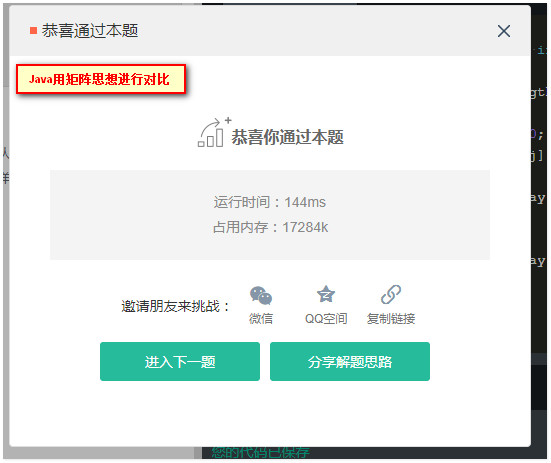 恭喜通过本题
Java用矩阵思想进行对比
恭喜你通过本题
运行时间：144ms
占用内存：17284k
邀请朋友来挑战：
微信
QQ空间
复制链接
进入下一题
分享解题思路
您的代码已保存